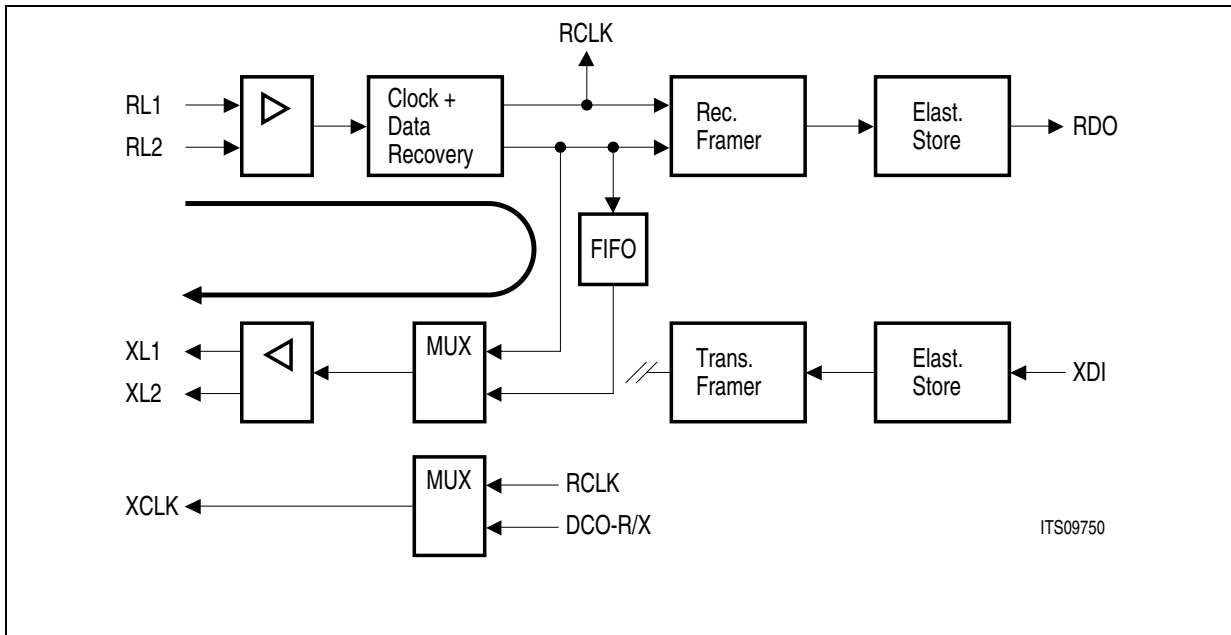 RCLK
RL1
RL2
Clock +
Data
Recovery
Rec.
Framer
Elast.
Store
RDO
FIFO
XL1
XL2
MUX
Trans.
Framer
Elast.
Store
XDI
XCLK
MUX
RCLK
DCO-R/X
ITS09750